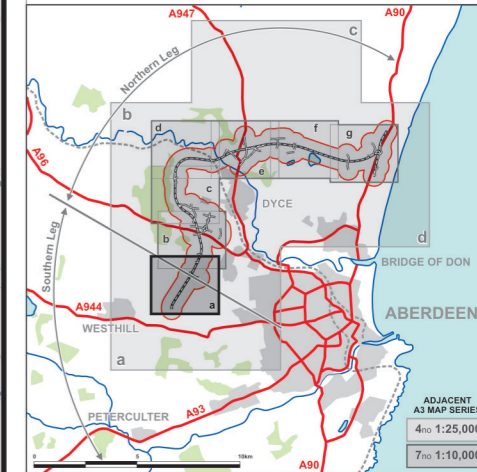 A947
A90
c
Northern Leg
b
d
f
g
A96
e
c
DYCE
b
d
Southern Leg
BRIDGE OF DON
a
A944
ABERDEEN
WESTHILL
a
ADJACENT
A3 MAP SERIES
PETERCULTER
A93
4no 1:25,000
0 5 10km
7no 1:10,000
A90